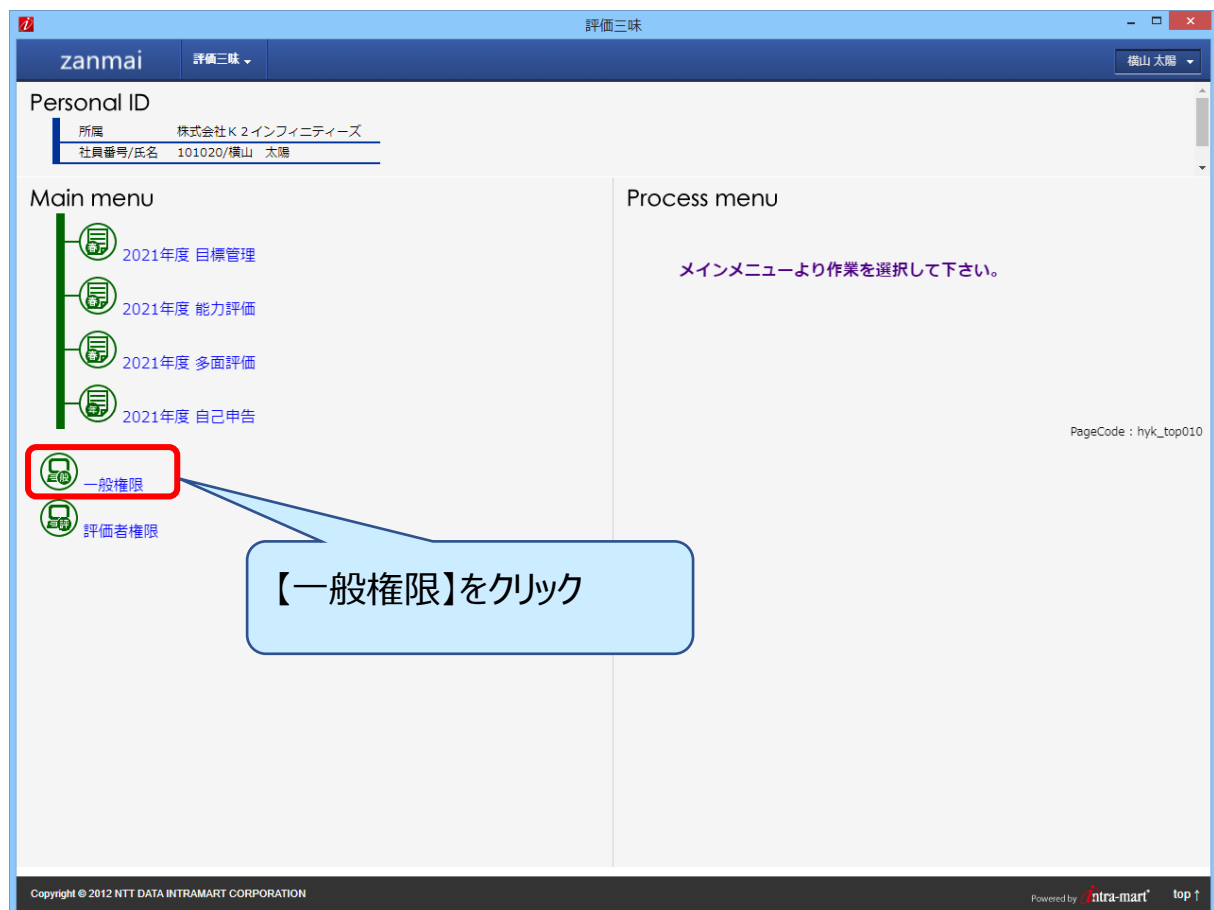 評価三昧
zanmai 評価三昧
横山 太陽
Personal ID
所属 株式会社K2インフィニティーズ
社員番号/氏名 101020/横山 太陽
Main menu
春 2021年度 目標管理
春 2021年度 能力評価
春 2021年度 多面評価
年 2021年度 自己申告
般 一般権限
評 評価者権限
【一般権限】をクリック
Process menu
メインメニューより作業を選択して下さい。
PageCode : hyk_top010
Copyright © 2012 NTT DATA INTRAMART CORPORATION
Powered by intra-mart
top ↑